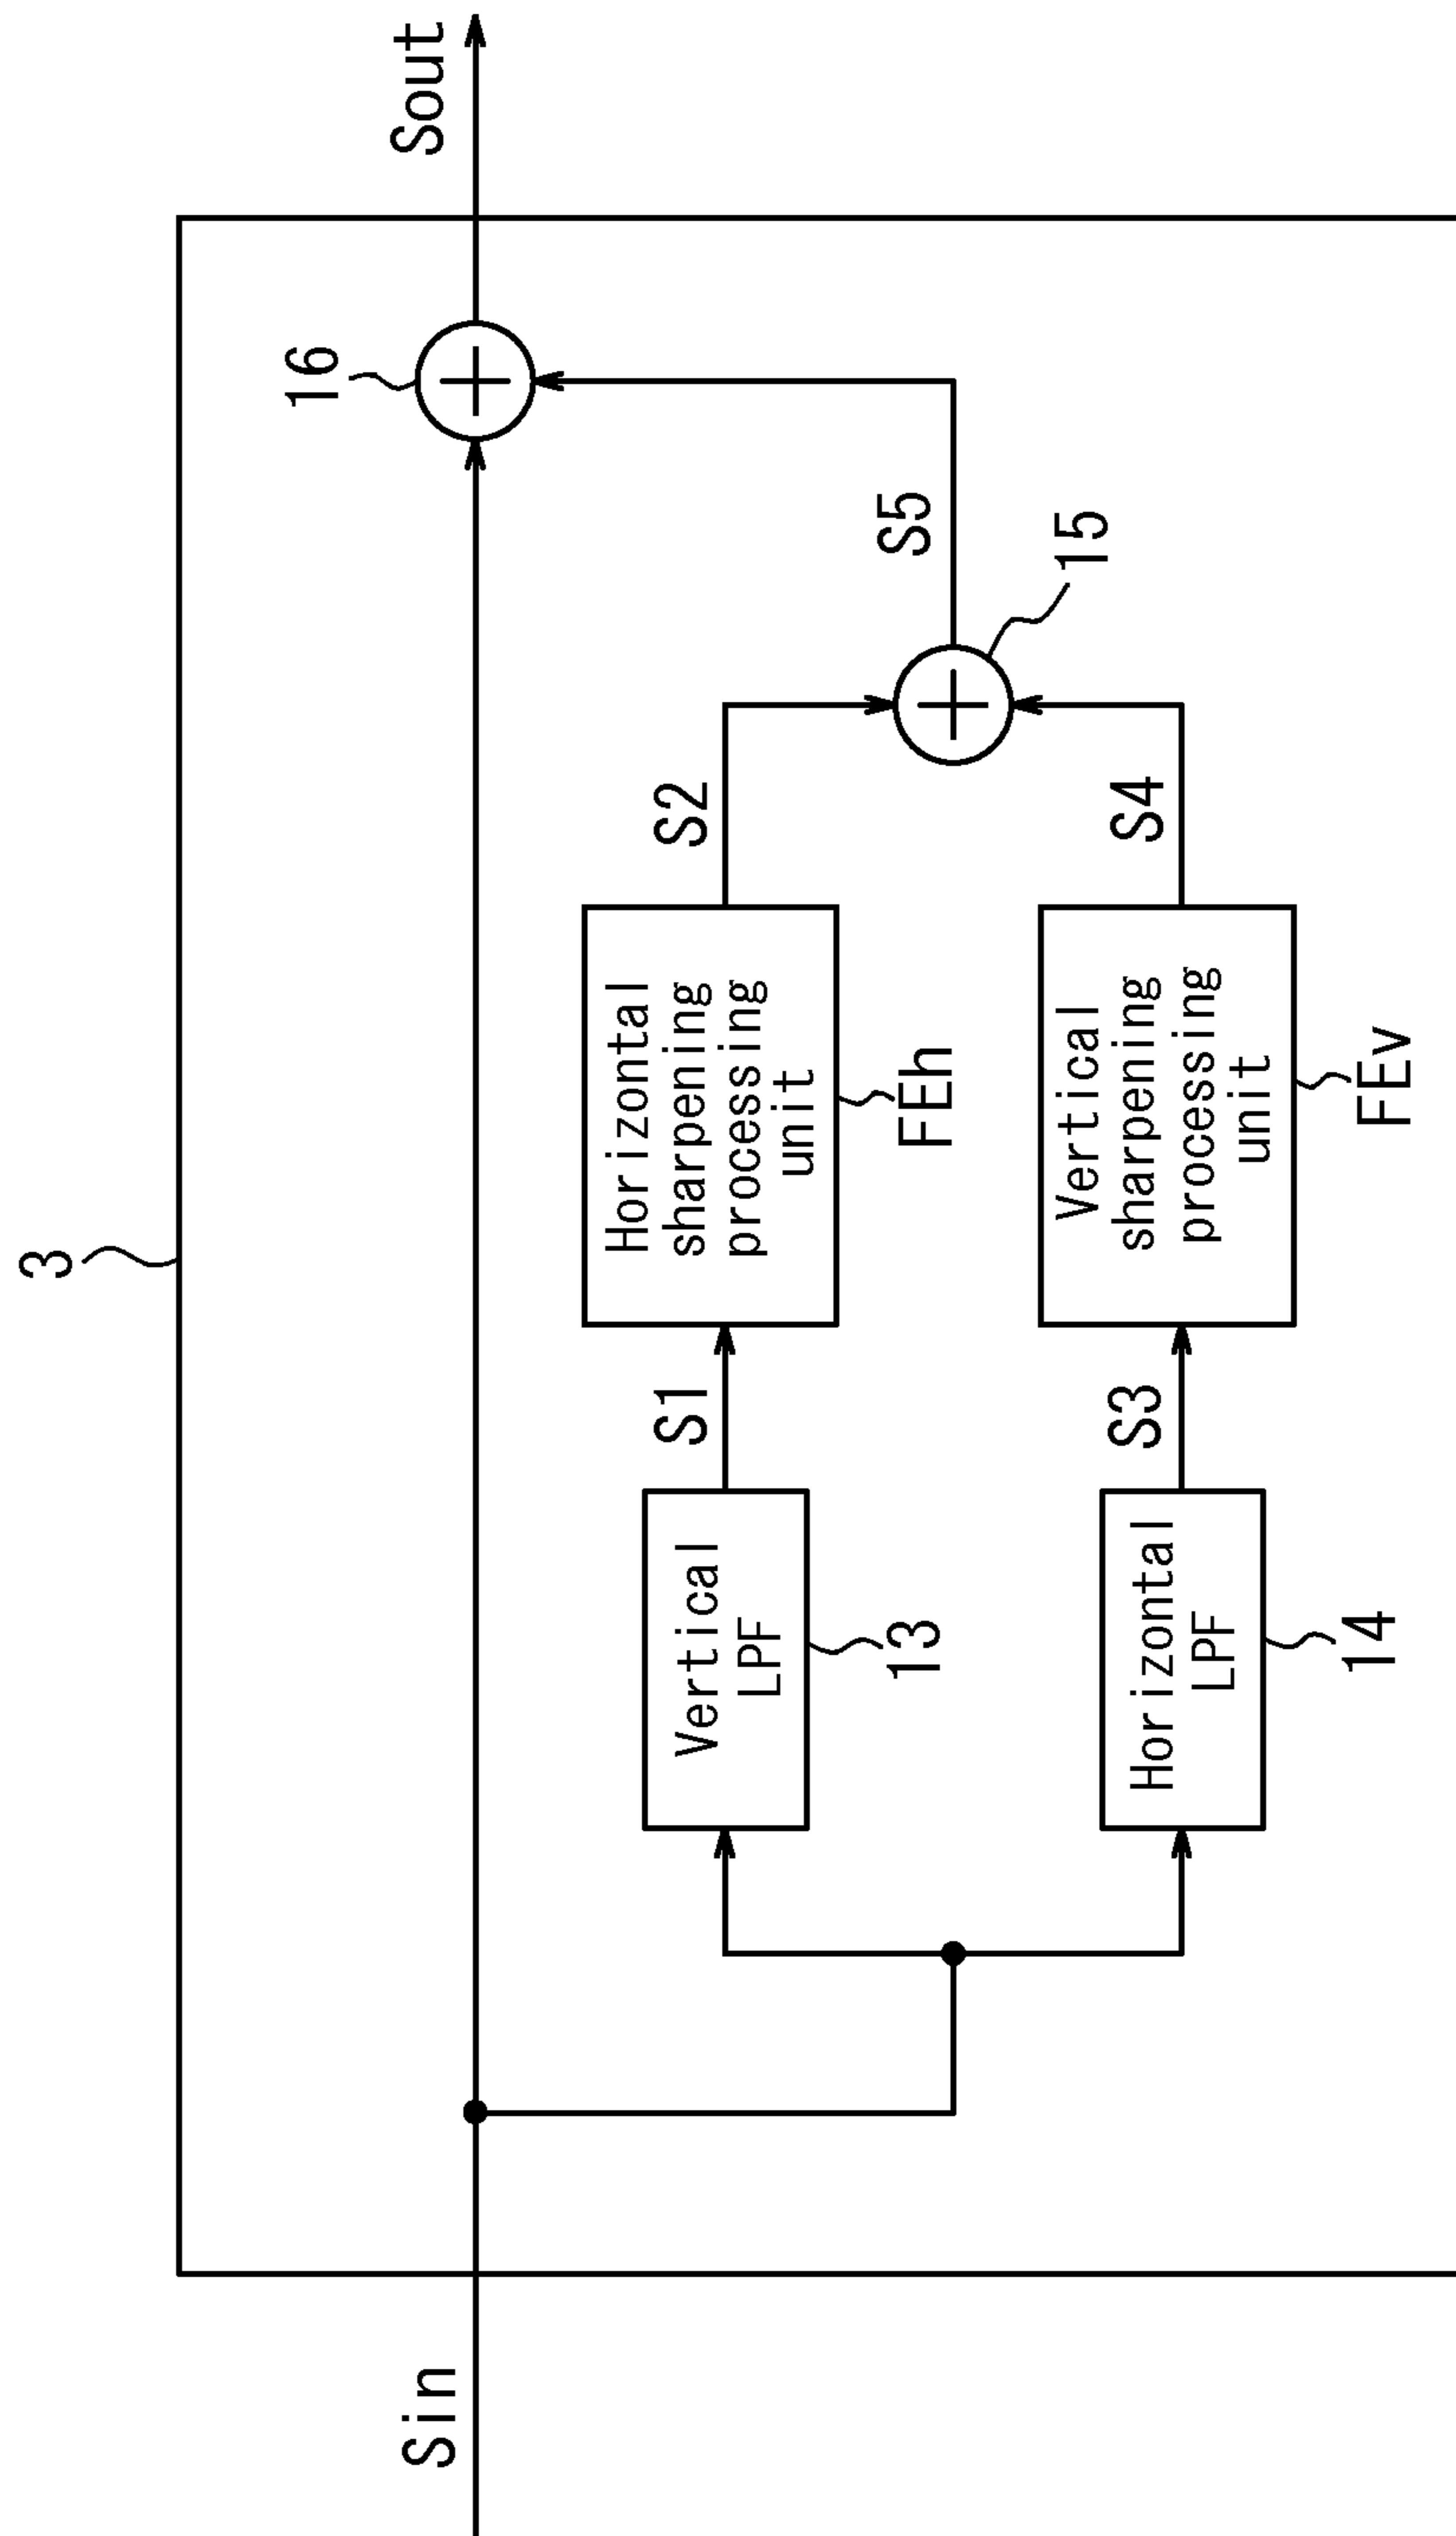 3
16
Sin
Sout
Vertical
LPF
13
S1
Horizontal
sharpening
processing
unit
FEh
S2
S5
15
Horizontal
LPF
14
S3
Vertical
sharpening
processing
unit
FEv
S4